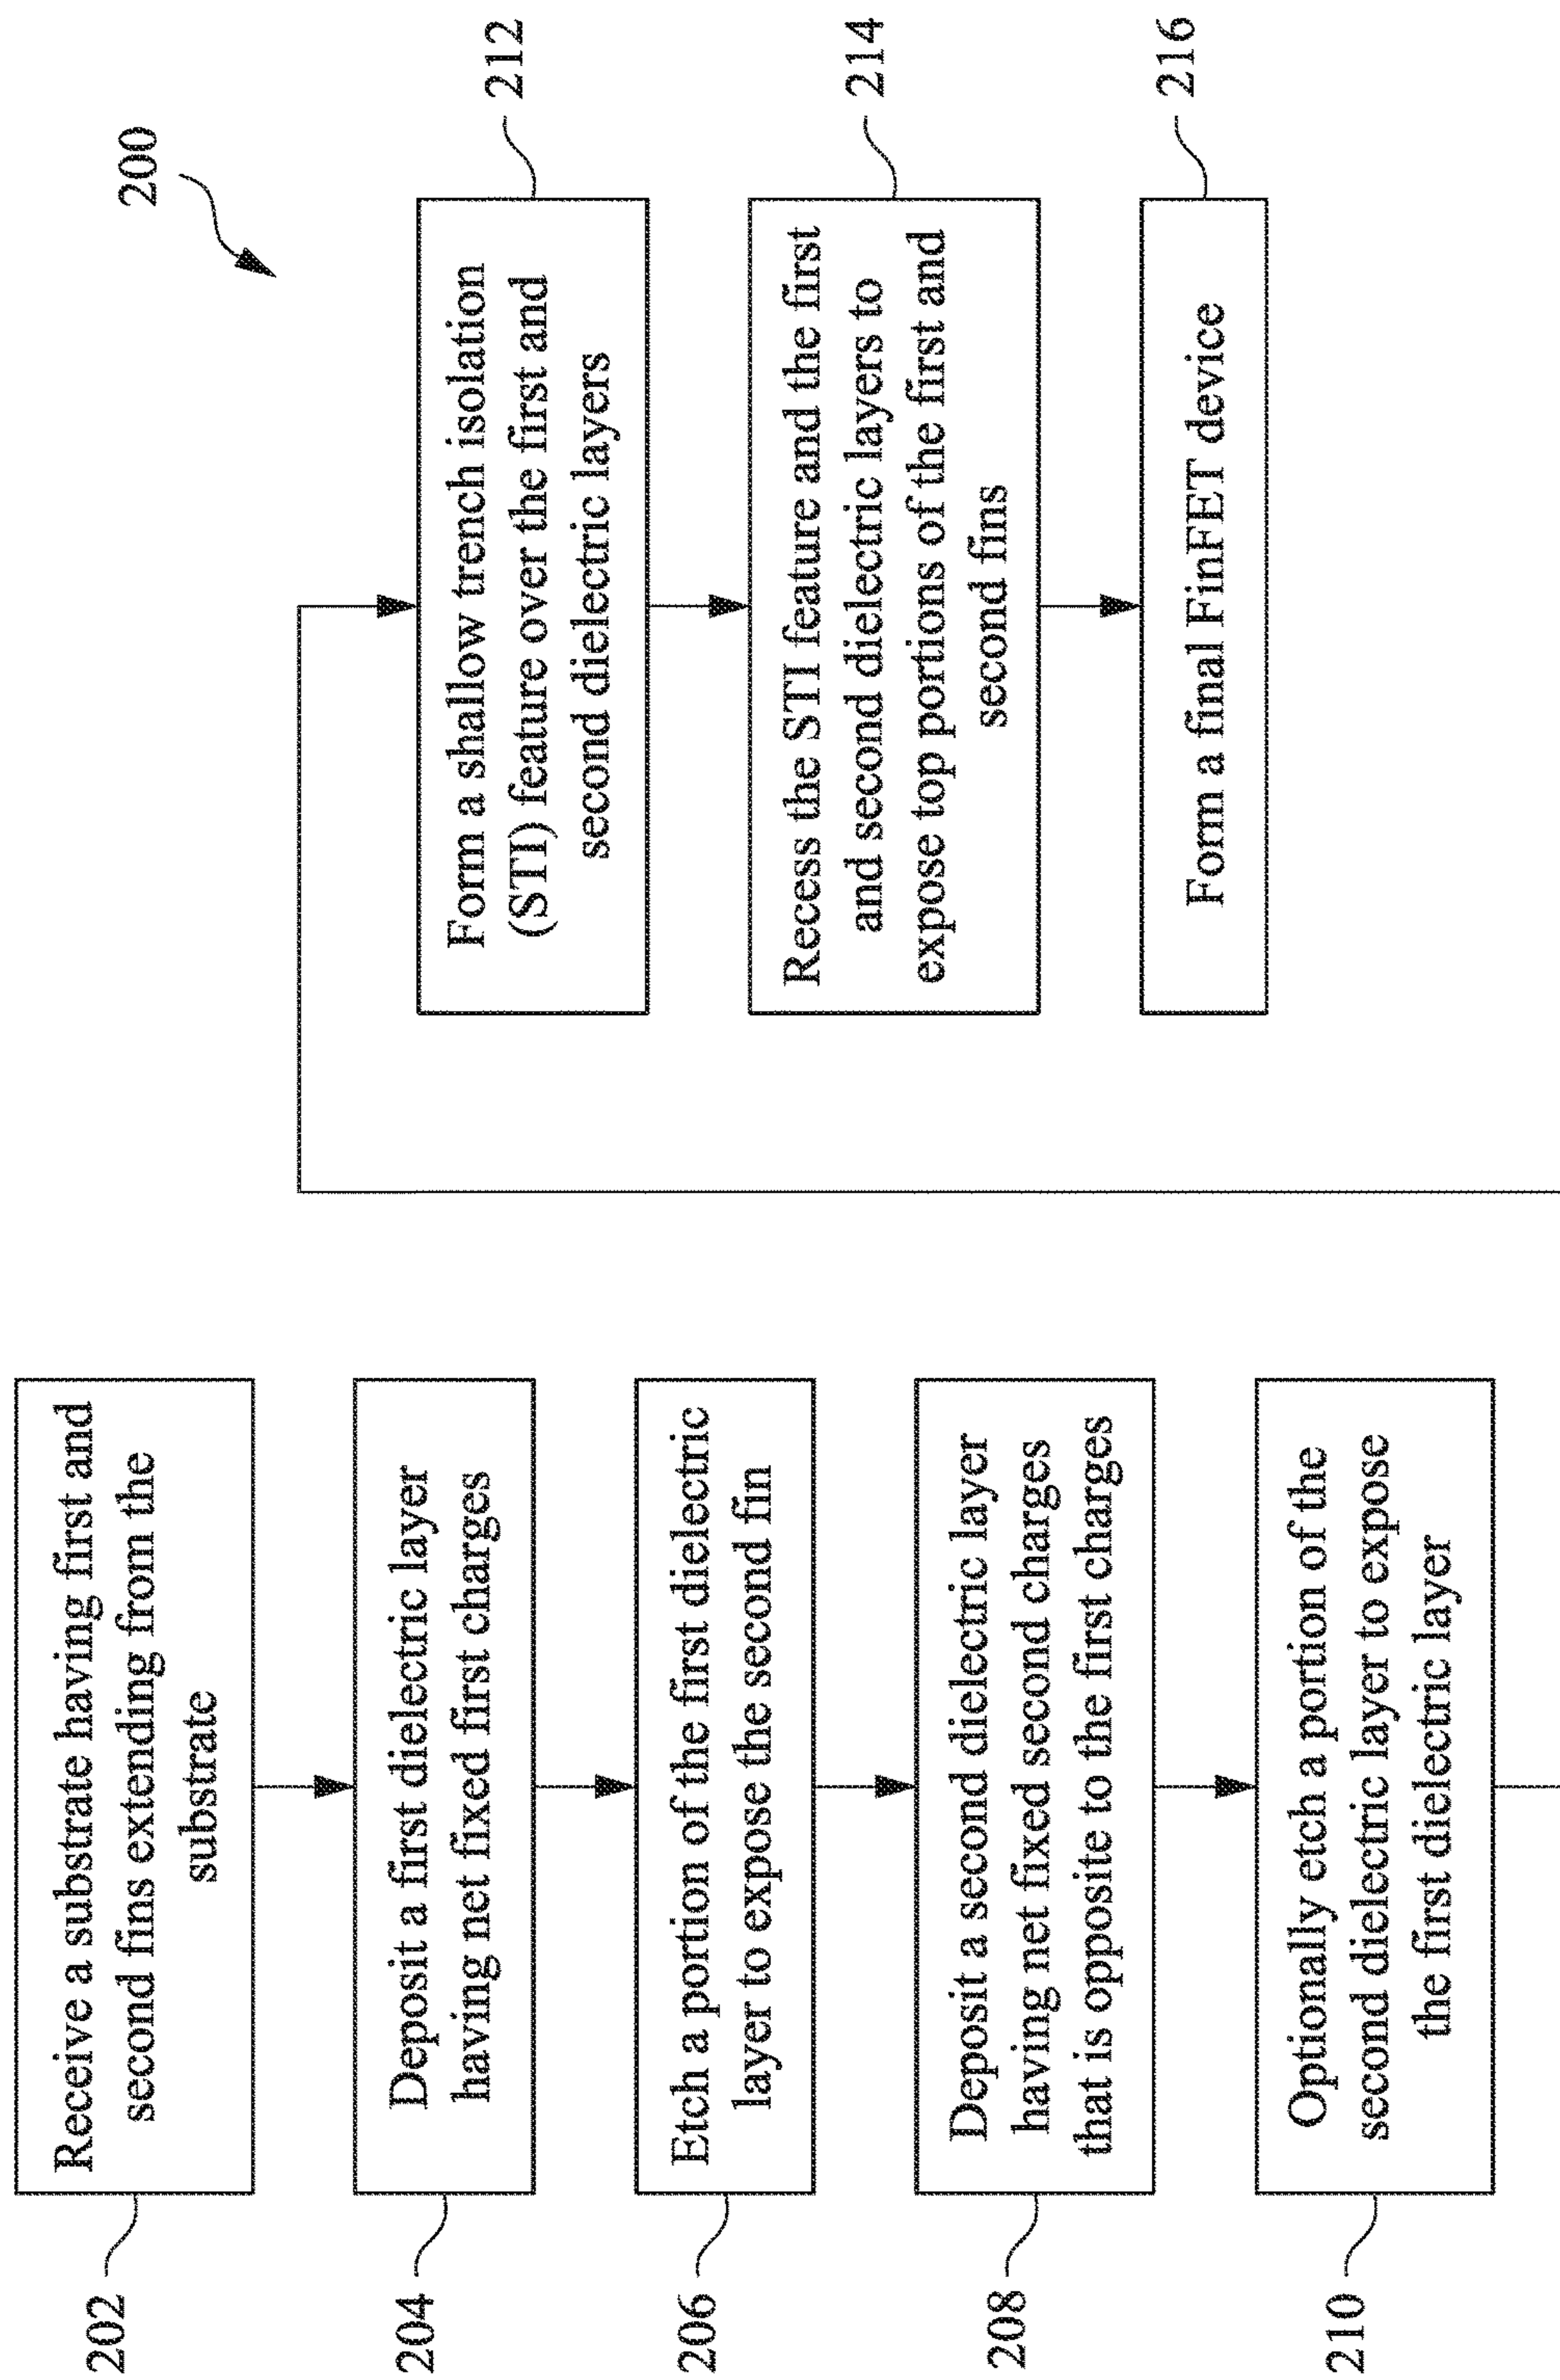 200
202
Receive a substrate having first and
second fins extending from the
substrate
204
Deposit a first dielectric layer
having net fixed first charges
206
Etch a portion of the first dielectric
layer to expose the second fin
208
Deposit a second dielectric layer
having net fixed second charges
that is opposite to the first charges
210
Optionally etch a portion of the
second dielectric layer to expose
the first dielectric layer
Form a shallow trench isolation
(STI) feature over the first and
second dielectric layers
212
Recess the STI feature and the first
and second dielectric layers to
expose top portions of the first and
second fins
214
Form a final FinFET device
216